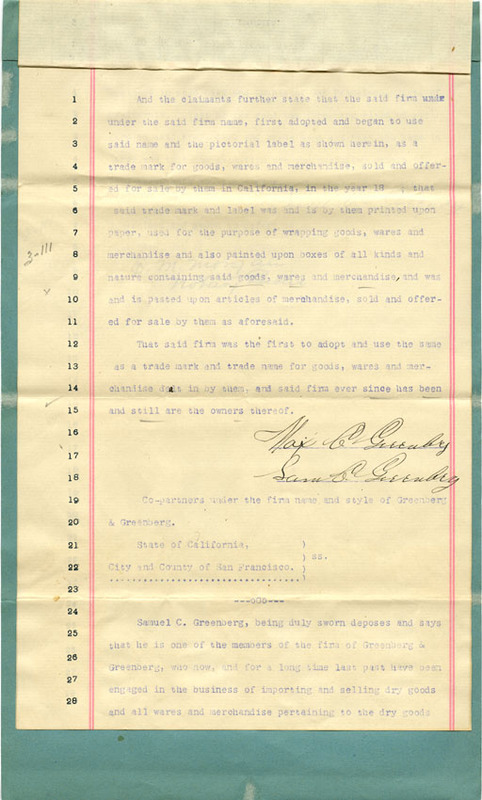 1 And the claimants further state that the said firm under
2 under the said firm name, first adopted and began to use
3 said name and the pictorial label as shown herein, as a
4 trade mark for goods, wares and merchandise, sold and offer-
5 ed for sale by them in California, in the year 18 , that
6 said trade mark and label was and is by them printed upon
7 paper, used for the purpose of wrapping goods, wares and
3-111
8 merchandise and also painted upon boxes of all kinds and
9 nature containing said goods, wares and merchandise, and was
10 and is pasted upon articles of merchandise, sold and offer-
11 ed for sale by them as aforesaid.
12 That said firm was the first to adopt and use the same
13 as a trade mark and trade name for goods, wares and mer-
14 chandise in by them, and said firm ever since has been
15 and still are the owners thereof.
16 Max C Greenberg
17
18 Sam C Greenberg
19 Co-partners under the firm name and style of Greenberg
20 & Greenberg.
21 State of California, )
) ss.
22 City and County of San Francisco. )
..................................)
23
---oOo---
24 Samuel C. Greenberg, being duly sworn deposes and says
25
26 that he is one of the members of the firm of Greenberg &
Greenberg, who now, and for a long time last past have been
27 engaged in the business of importing and selling dry goods
28 and all wares and merchandise pertaining to the dry goods